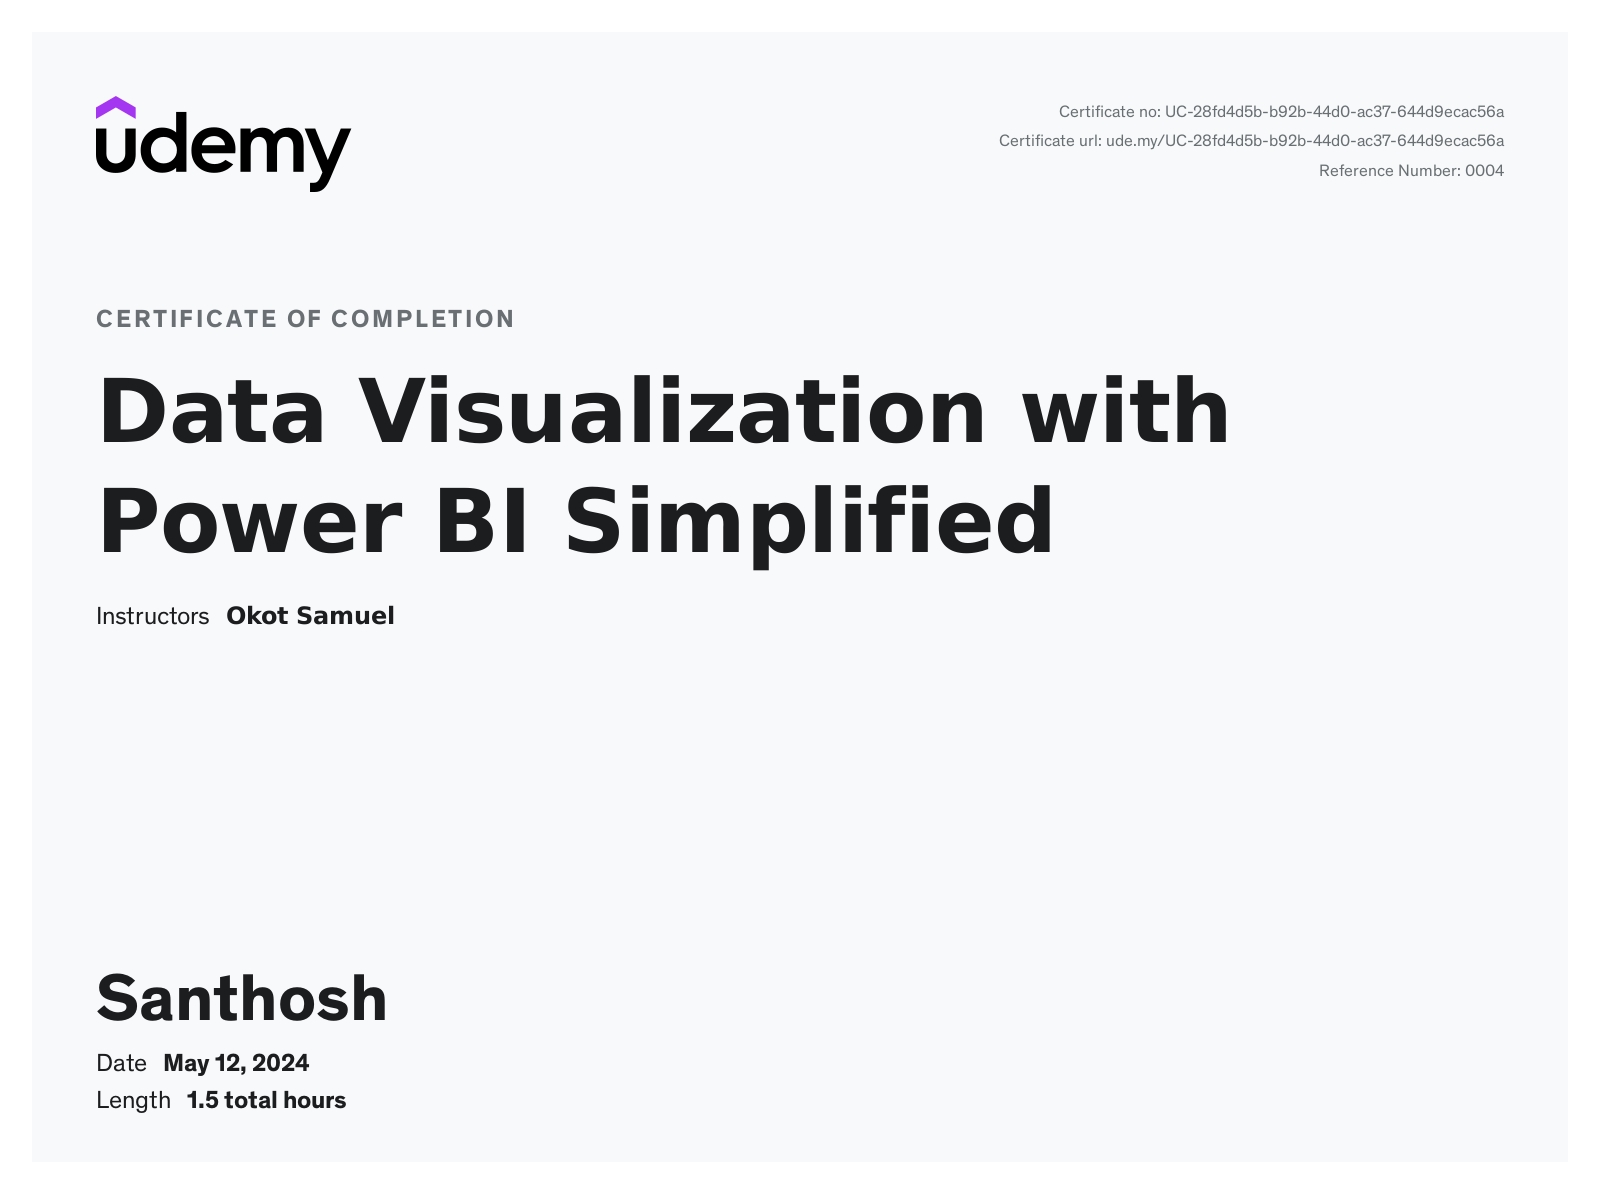 udemy
Certificate no: UC-28fd4d5b-b92b-44d0-ac37-644d9ecac56a
Certificate url: ude.my/UC-28fd4d5b-b92b-44d0-ac37-644d9ecac56a
Reference Number: 0004
CERTIFICATE OF COMPLETION
Data Visualization with
Power BI Simplified
Instructors Okot Samuel
Santhosh
Date May 12, 2024
Length 1.5 total hours